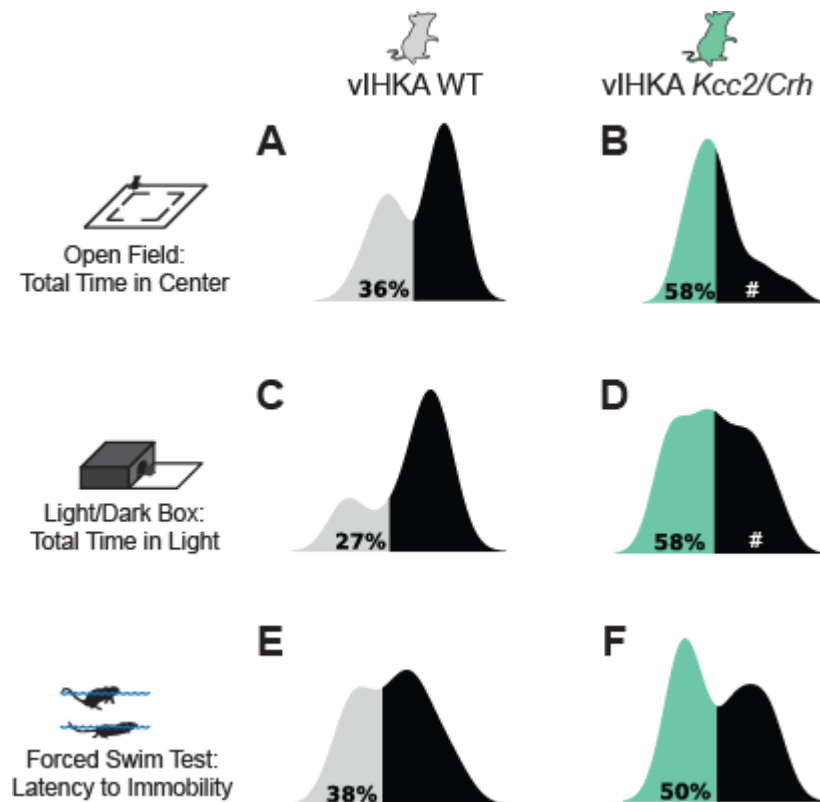 vIHKA WT
vIHKA Kcc2/Crh
A
B
Open Field:
Total Time in Center
36%
58%
#
C
D
Light/Dark Box:
Total Time in Light
27%
58%
#
E
F
Forced Swim Test:
Latency to Immobility
38%
50%